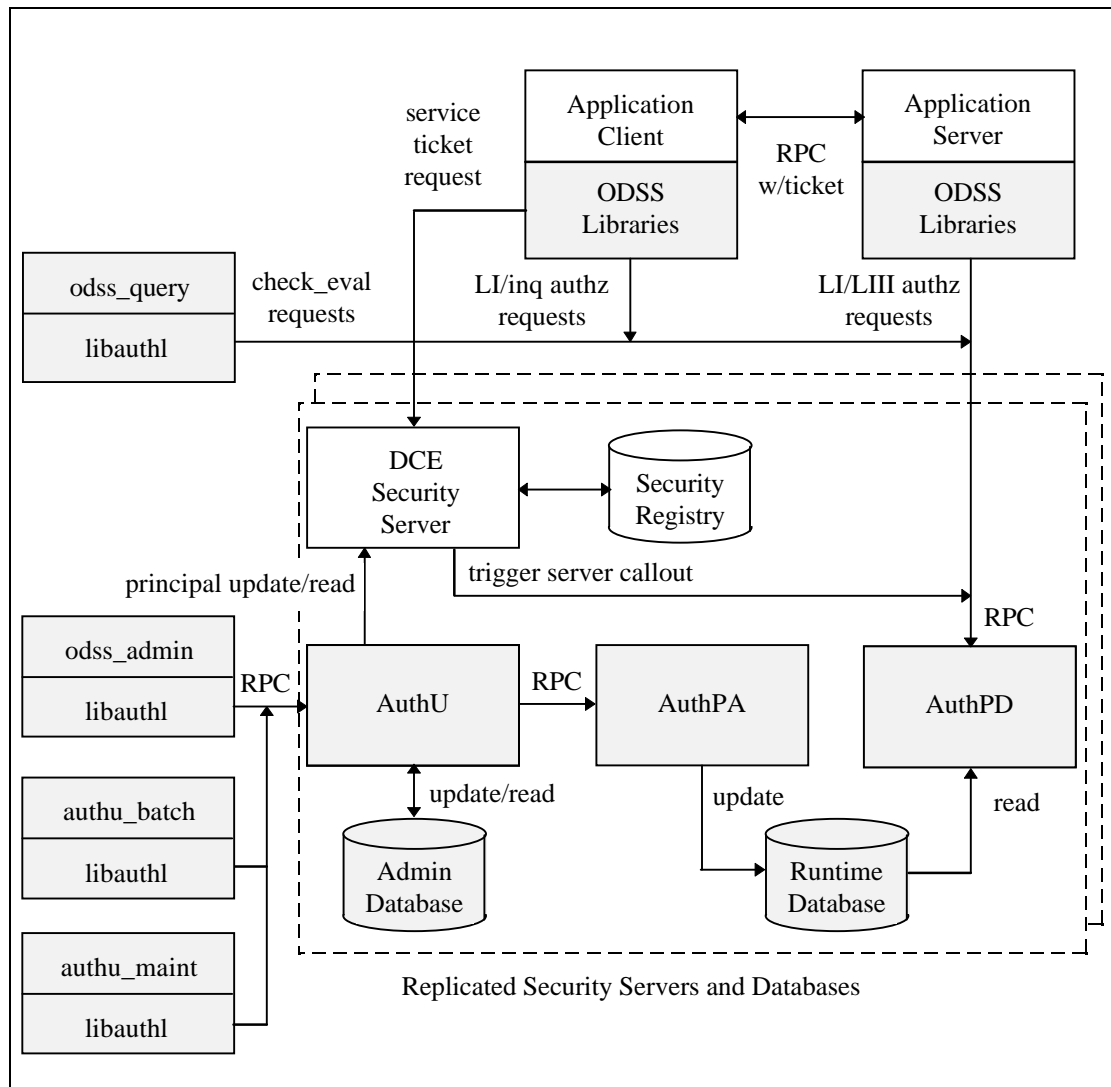 service
ticket
request
Application
Client
RPC
w/ticket
Application
Server
ODSS
Libraries
ODSS
Libraries
odss_query
libauthl
check_eval
requests
LI/inq authz
requests
LI/LIII authz
requests
DCE
Security
Server
Security
Registry
principal update/read
trigger server callout
RPC
odss_admin
libauthl
RPC
AuthU
RPC
AuthPA
AuthPD
authu_batch
libauthl
update/read
update
read
Admin
Database
Runtime
Database
authu_maint
libauthl
Replicated Security Servers and Databases